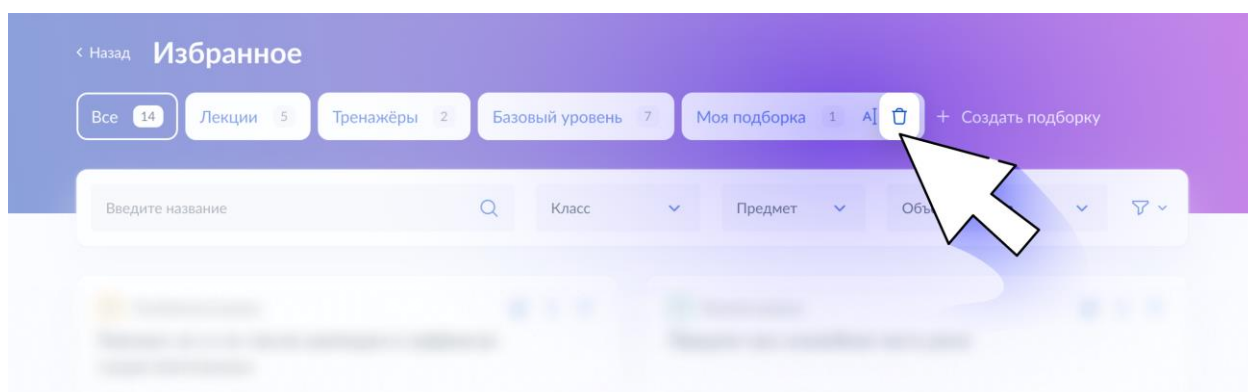 Назад Избранное
Все 14 Лекции 5 Тренажёры 2 Базовый уровень 7 Моя подборка 1 + Создать подборку
Введите название Класс Предмет